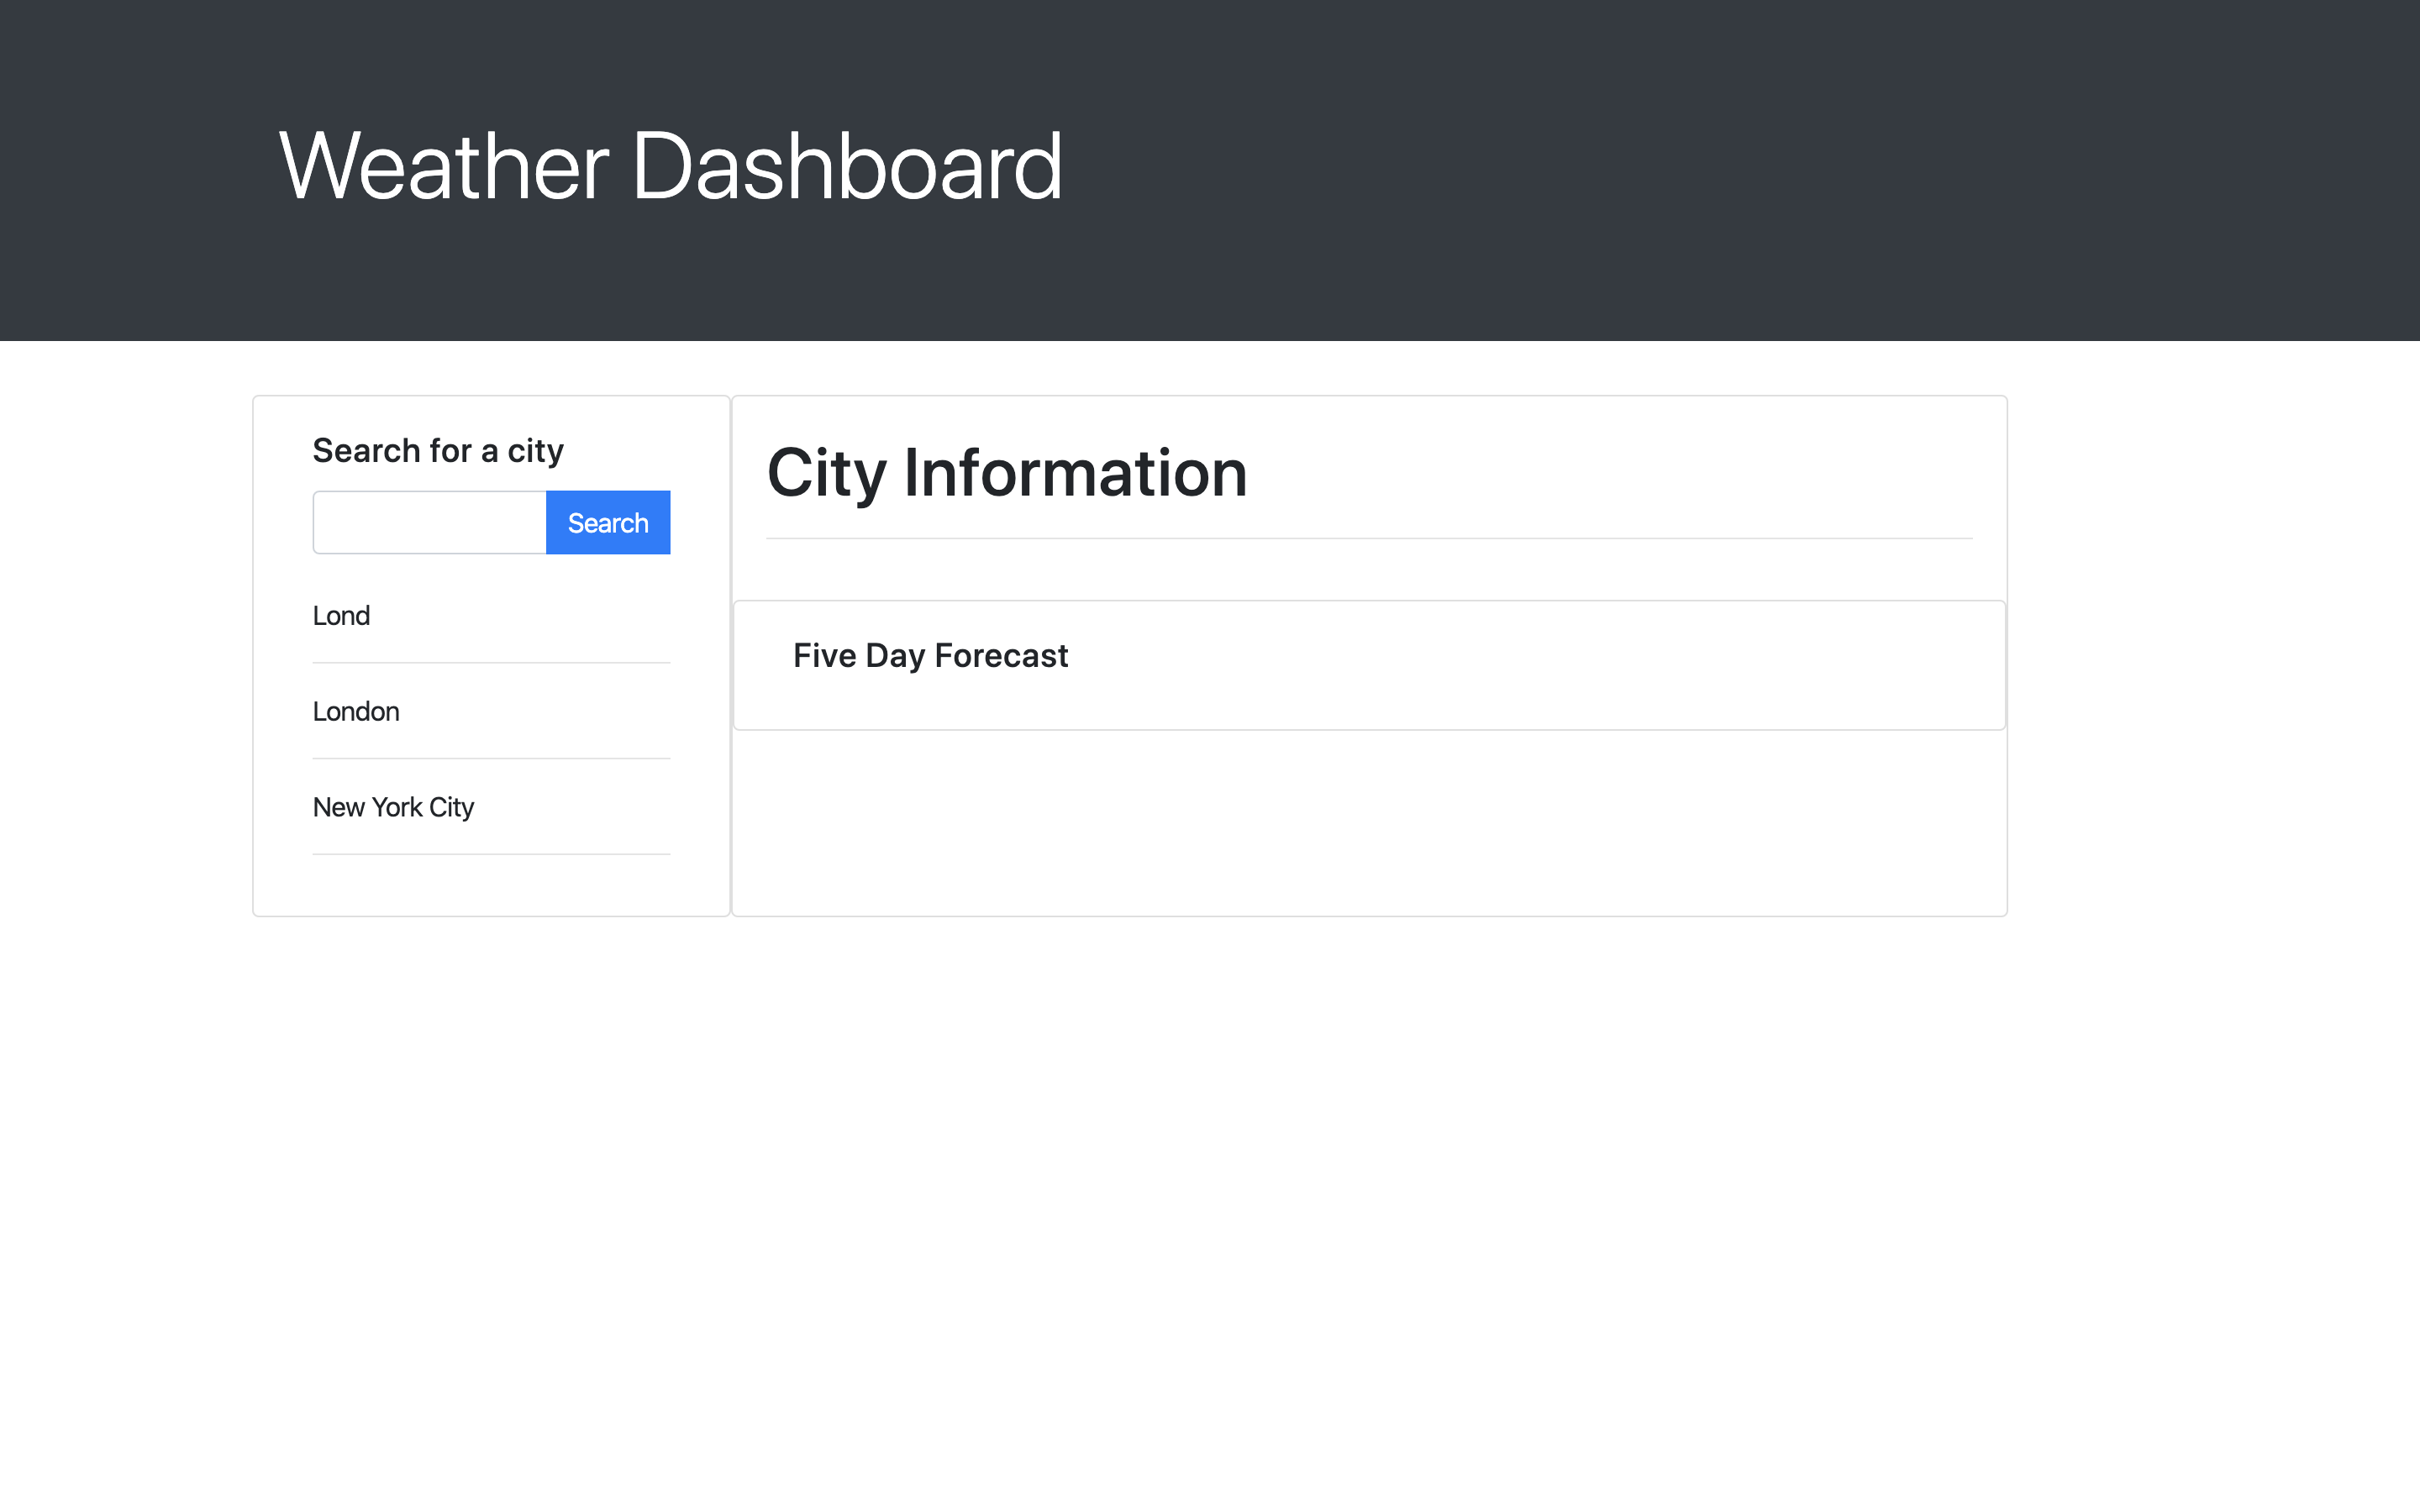 Weather Dashboard
Search for a city
Search
Lond
London
New York City
City Information
Five Day Forecast